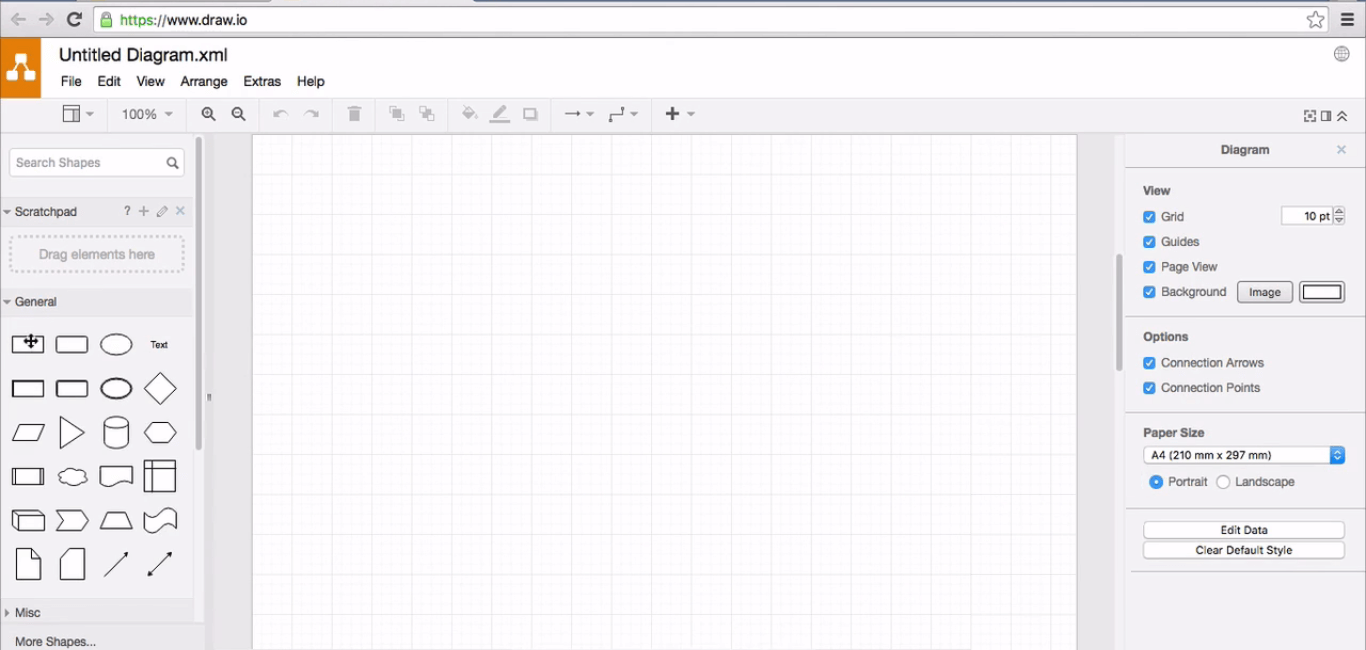 https://www.draw.io
Untitled Diagram.xml
File Edit View Arrange Extras Help
100%
Search Shapes
Scratchpad ?
Drag elements here
General
Text
Misc
More Shapes...
Diagram
View
Grid 10 pt
Guides
Page View
Background Image
Options
Connection Arrows
Connection Points
Paper Size
A4 (210 mm x 297 mm)
Portrait Landscape
Edit Data
Clear Default Style